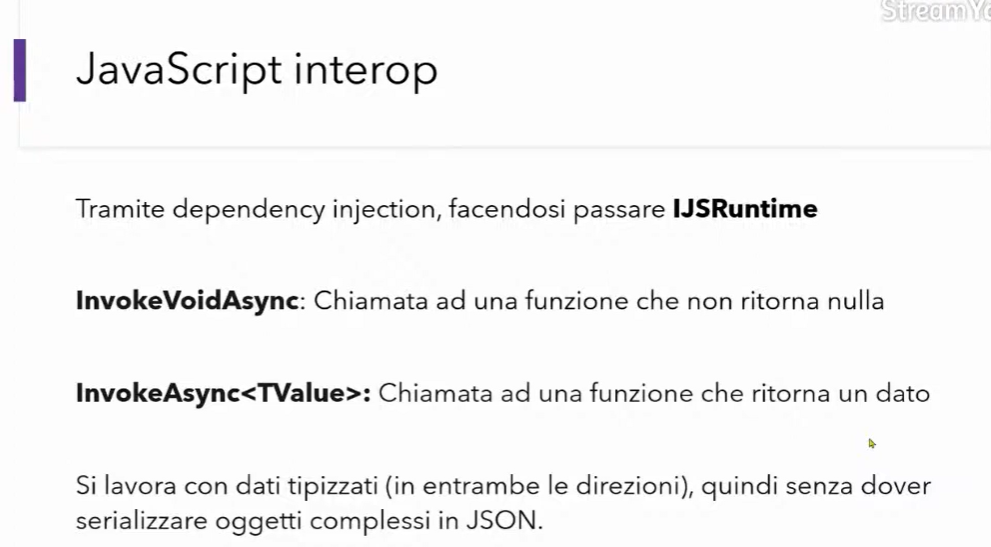 StreamYa
JavaScript interop
Tramite dependency injection, facendosi passare IJSRuntime
InvokeVoidAsync: Chiamata ad una funzione che non ritorna nulla
InvokeAsync<TValue>: Chiamata ad una funzione che ritorna un dato
Si lavora con dati tipizzati (in entrambe le direzioni), quindi senza dover
serializzare oggetti complessi in JSON.